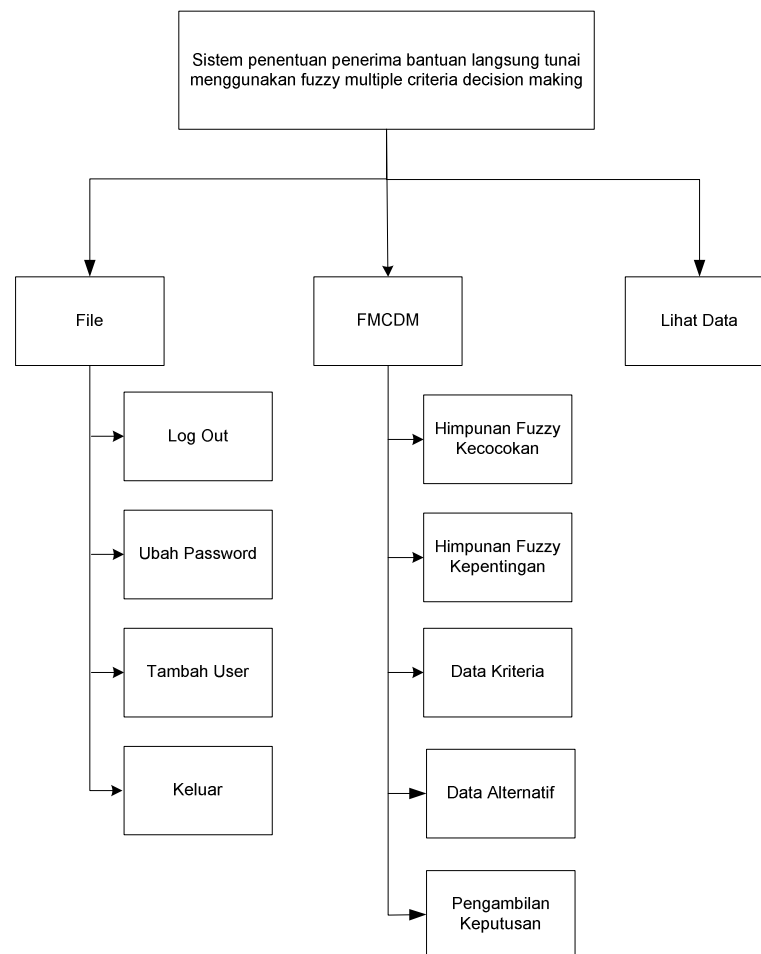 Sistem penentuan penerima bantuan langsung tunai
menggunakan fuzzy multiple criteria decision making
File
FMCDM
Lihat Data
Log Out
Ubah Password
Tambah User
Keluar
Himpunan Fuzzy
Kecocokan
Himpunan Fuzzy
Kepentingan
Data Kriteria
Data Alternatif
Pengambilan
Keputusan